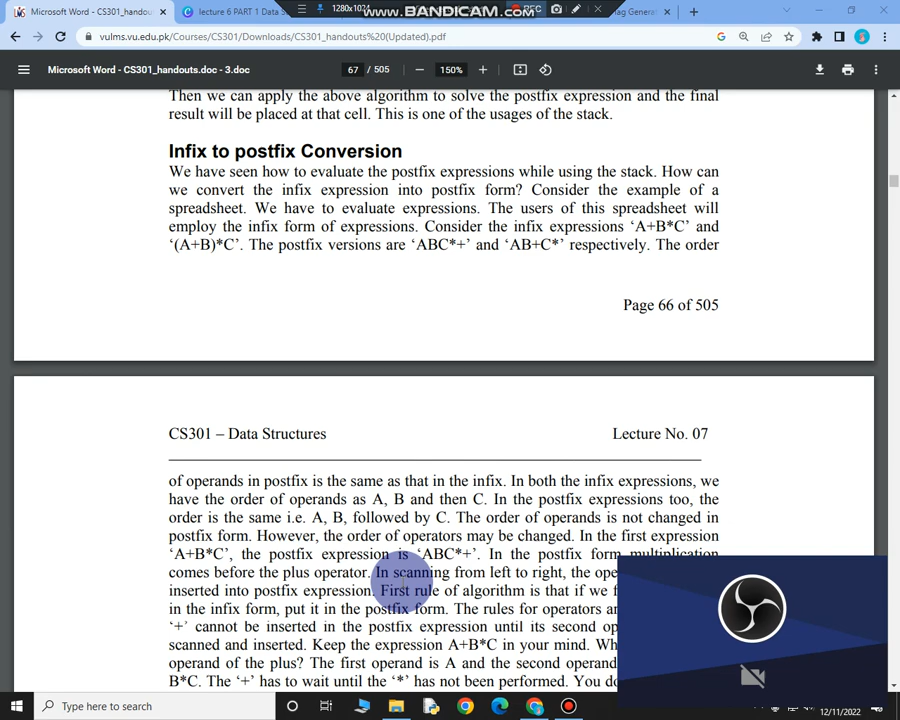 Microsoft Word - CS301_handou
lecture 6 PART 1 Data S
1280x1024
WWW.BANDICAM.COM
REC
ag Genera
vulms.vu.edu.pk/Courses/CS301/Downloads/CS301_handouts%20(Updated).pdf
Microsoft Word - CS301_handouts.doc - 3.doc
67 / 505
150%
Then we can apply the above algorithm to solve the postfix expression and the final
result will be placed at that cell. This is one of the usages of the stack.
Infix to postfix Conversion
We have seen how to evaluate the postfix expressions while using the stack. How can
we convert the infix expression into postfix form? Consider the example of a
spreadsheet. We have to evaluate expressions. The users of this spreadsheet will
employ the infix form of expressions. Consider the infix expressions ‘A+B*C’ and
‘(A+B)*C’. The postfix versions are ‘ABC*+’ and ‘AB+C*’ respectively. The order
Page 66 of 505
CS301 – Data Structures
Lecture No. 07
of operands in postfix is the same as that in the infix. In both the infix expressions, we
have the order of operands as A, B and then C. In the postfix expressions too, the
order is the same i.e. A, B, followed by C. The order of operands is not changed in
postfix form. However, the order of operators may be changed. In the first expression
‘A+B*C’, the postfix expression is ‘ABC*+’. In the postfix form multiplication
comes before the plus operator. In scanning from left to right, the ope
inserted into postfix expression. First rule of algorithm is that if we f
in the infix form, put it in the postfix form. The rules for operators a
‘+’ cannot be inserted in the postfix expression until its second op
scanned and inserted. Keep the expression A+B*C in your mind. Wh
operand of the plus? The first operand is A and the second operand
B*C. The ‘+’ has to wait until the ‘*’ has not been performed. You do
Type here to search
12/11/2022